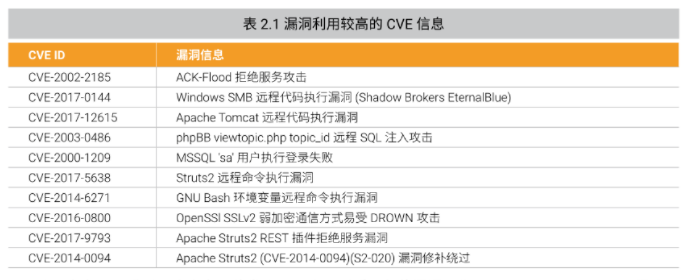 表 2.1 漏洞利用较高的 CVE 信息
CVE ID 漏洞信息
CVE-2002-2185 ACK-Flood 拒绝服务攻击
CVE-2017-0144 Windows SMB 远程代码执行漏洞 (Shadow Brokers EternalBlue)
CVE-2017-12615 Apache Tomcat 远程代码执行漏洞
CVE-2003-0486 phpBB viewtopic.php topic_id 远程 SQL 注入攻击
CVE-2000-1209 MSSQL 'sa' 用户执行登录失败
CVE-2017-5638 Struts2 远程命令执行漏洞
CVE-2014-6271 GNU Bash 环境变量远程命令执行漏洞
CVE-2016-0800 OpenSSl SSLv2 弱加密通信方式易受 DROWN 攻击
CVE-2017-9793 Apache Struts2 REST 插件拒绝服务漏洞
CVE-2014-0094 Apache Struts2 (CVE-2014-0094)(S2-020) 漏洞修补绕过